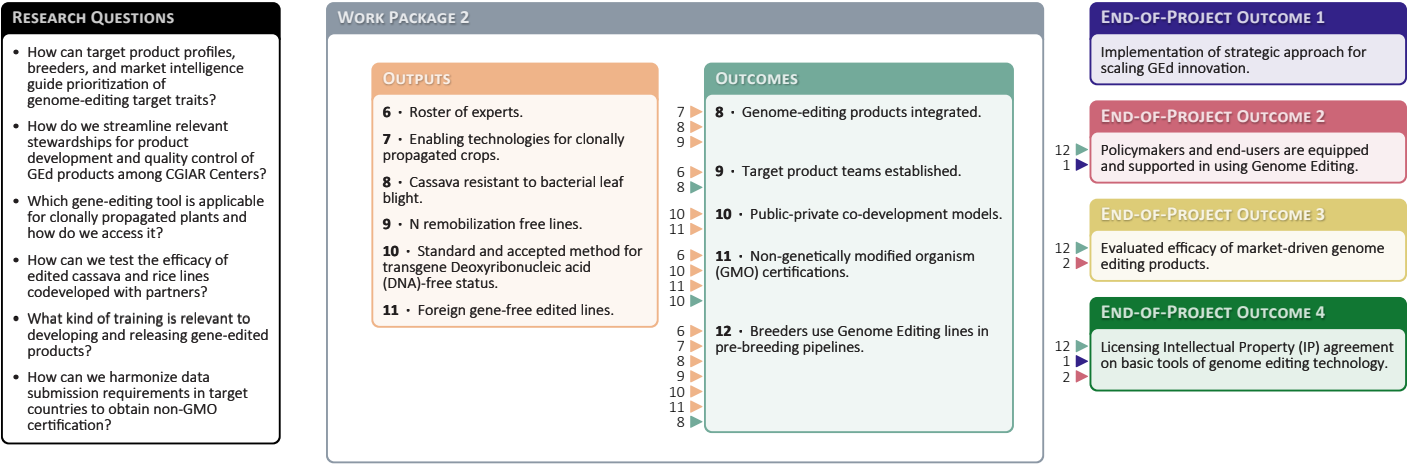 Research Questions
• How can target product profiles,
breeders, and market intelligence
guide prioritization of
genome-editing target traits?
• How do we streamline relevant
stewardships for product
development and quality control of
GEd products among CGIAR Centers?
• Which gene-editing tool is applicable
for clonally propagated plants and
how do we access it?
• How can we test the efficacy of
edited cassava and rice lines
codeveloped with partners?
• What kind of training is relevant to
developing and releasing gene-edited
products?
• How can we harmonize data
submission requirements in target
countries to obtain non-GMO
certification?
Work Package 2
Outputs
6 · Roster of experts.
7 · Enabling technologies for clonally
propagated crops.
8 · Cassava resistant to bacterial leaf
blight.
9 · N remobilization free lines.
10 · Standard and accepted method for
transgene Deoxyribonucleic acid
(DNA)-free status.
11 · Foreign gene-free edited lines.
Outcomes
7
8
9
8 · Genome-editing products integrated.
6
8
9 · Target product teams established.
10
11
10 · Public-private co-development models.
6
10
11
10
11 · Non-genetically modified organism
(GMO) certifications.
6
7
8
9
10
11
8
12 · Breeders use Genome Editing lines in
pre-breeding pipelines.
End-of-Project Outcome 1
Implementation of strategic approach for
scaling GEd innovation.
End-of-Project Outcome 2
12
1
Policymakers and end-users are equipped
and supported in using Genome Editing.
End-of-Project Outcome 3
12
2
Evaluated efficacy of market-driven genome
editing products.
End-of-Project Outcome 4
12
1
2
Licensing Intellectual Property (IP) agreement
on basic tools of genome editing technology.